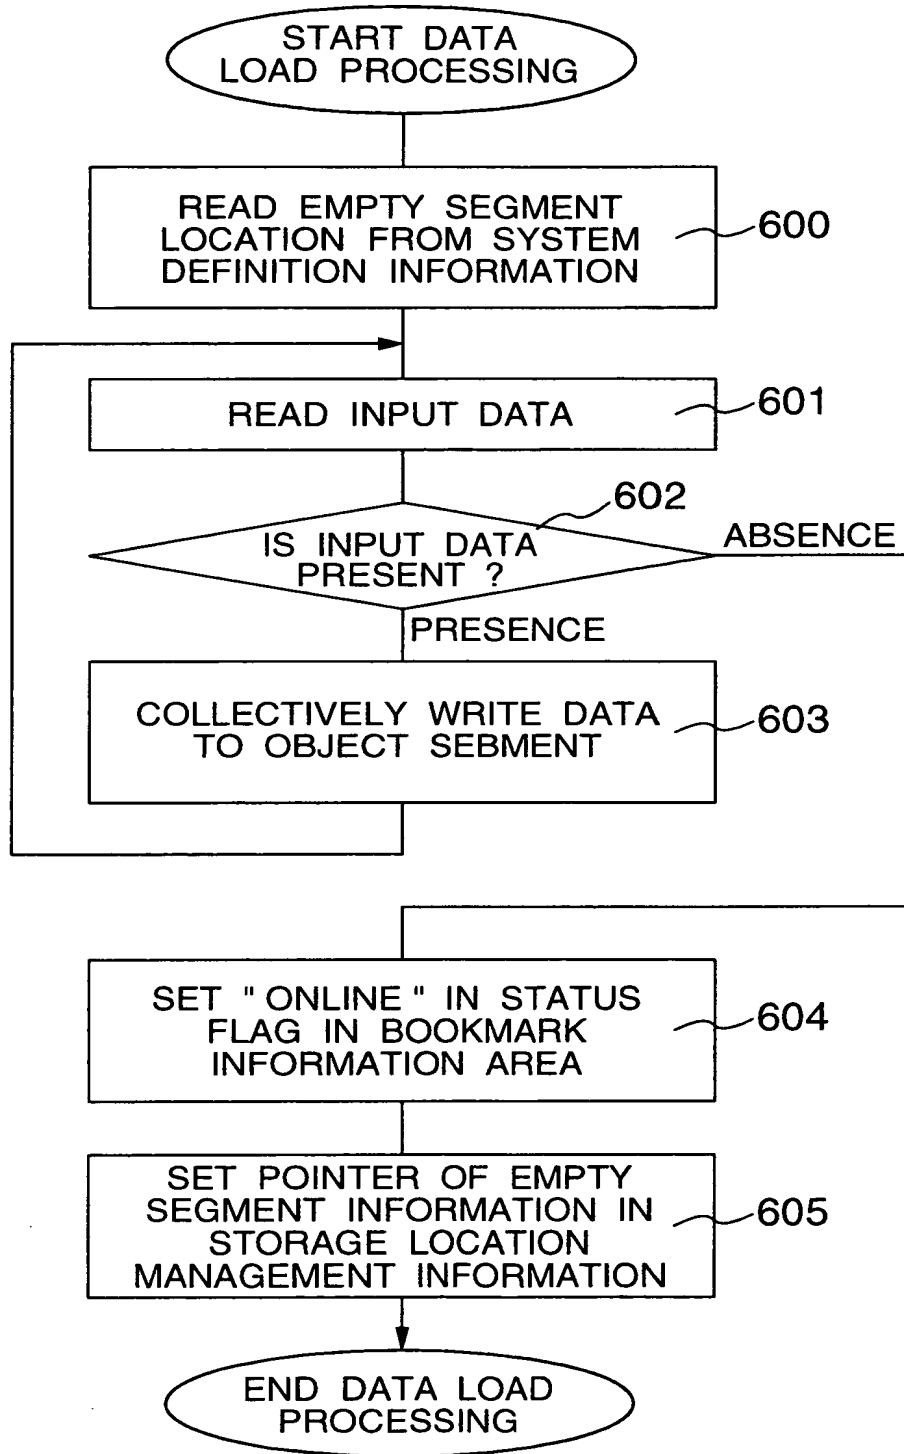 START DATA
LOAD PROCESSING
READ EMPTY SEGMENT
LOCATION FROM SYSTEM
DEFINITION INFORMATION
600
READ INPUT DATA
601
602
IS INPUT DATA
PRESENT ?
ABSENCE
PRESENCE
COLLECTIVELY WRITE DATA
TO OBJECT SEBMENT
603
SET "ONLINE" IN STATUS
FLAG IN BOOKMARK
INFORMATION AREA
604
SET POINTER OF EMPTY
SEGMENT INFORMATION IN
STORAGE LOCATION
MANAGEMENT INFORMATION
605
END DATA LOAD
PROCESSING